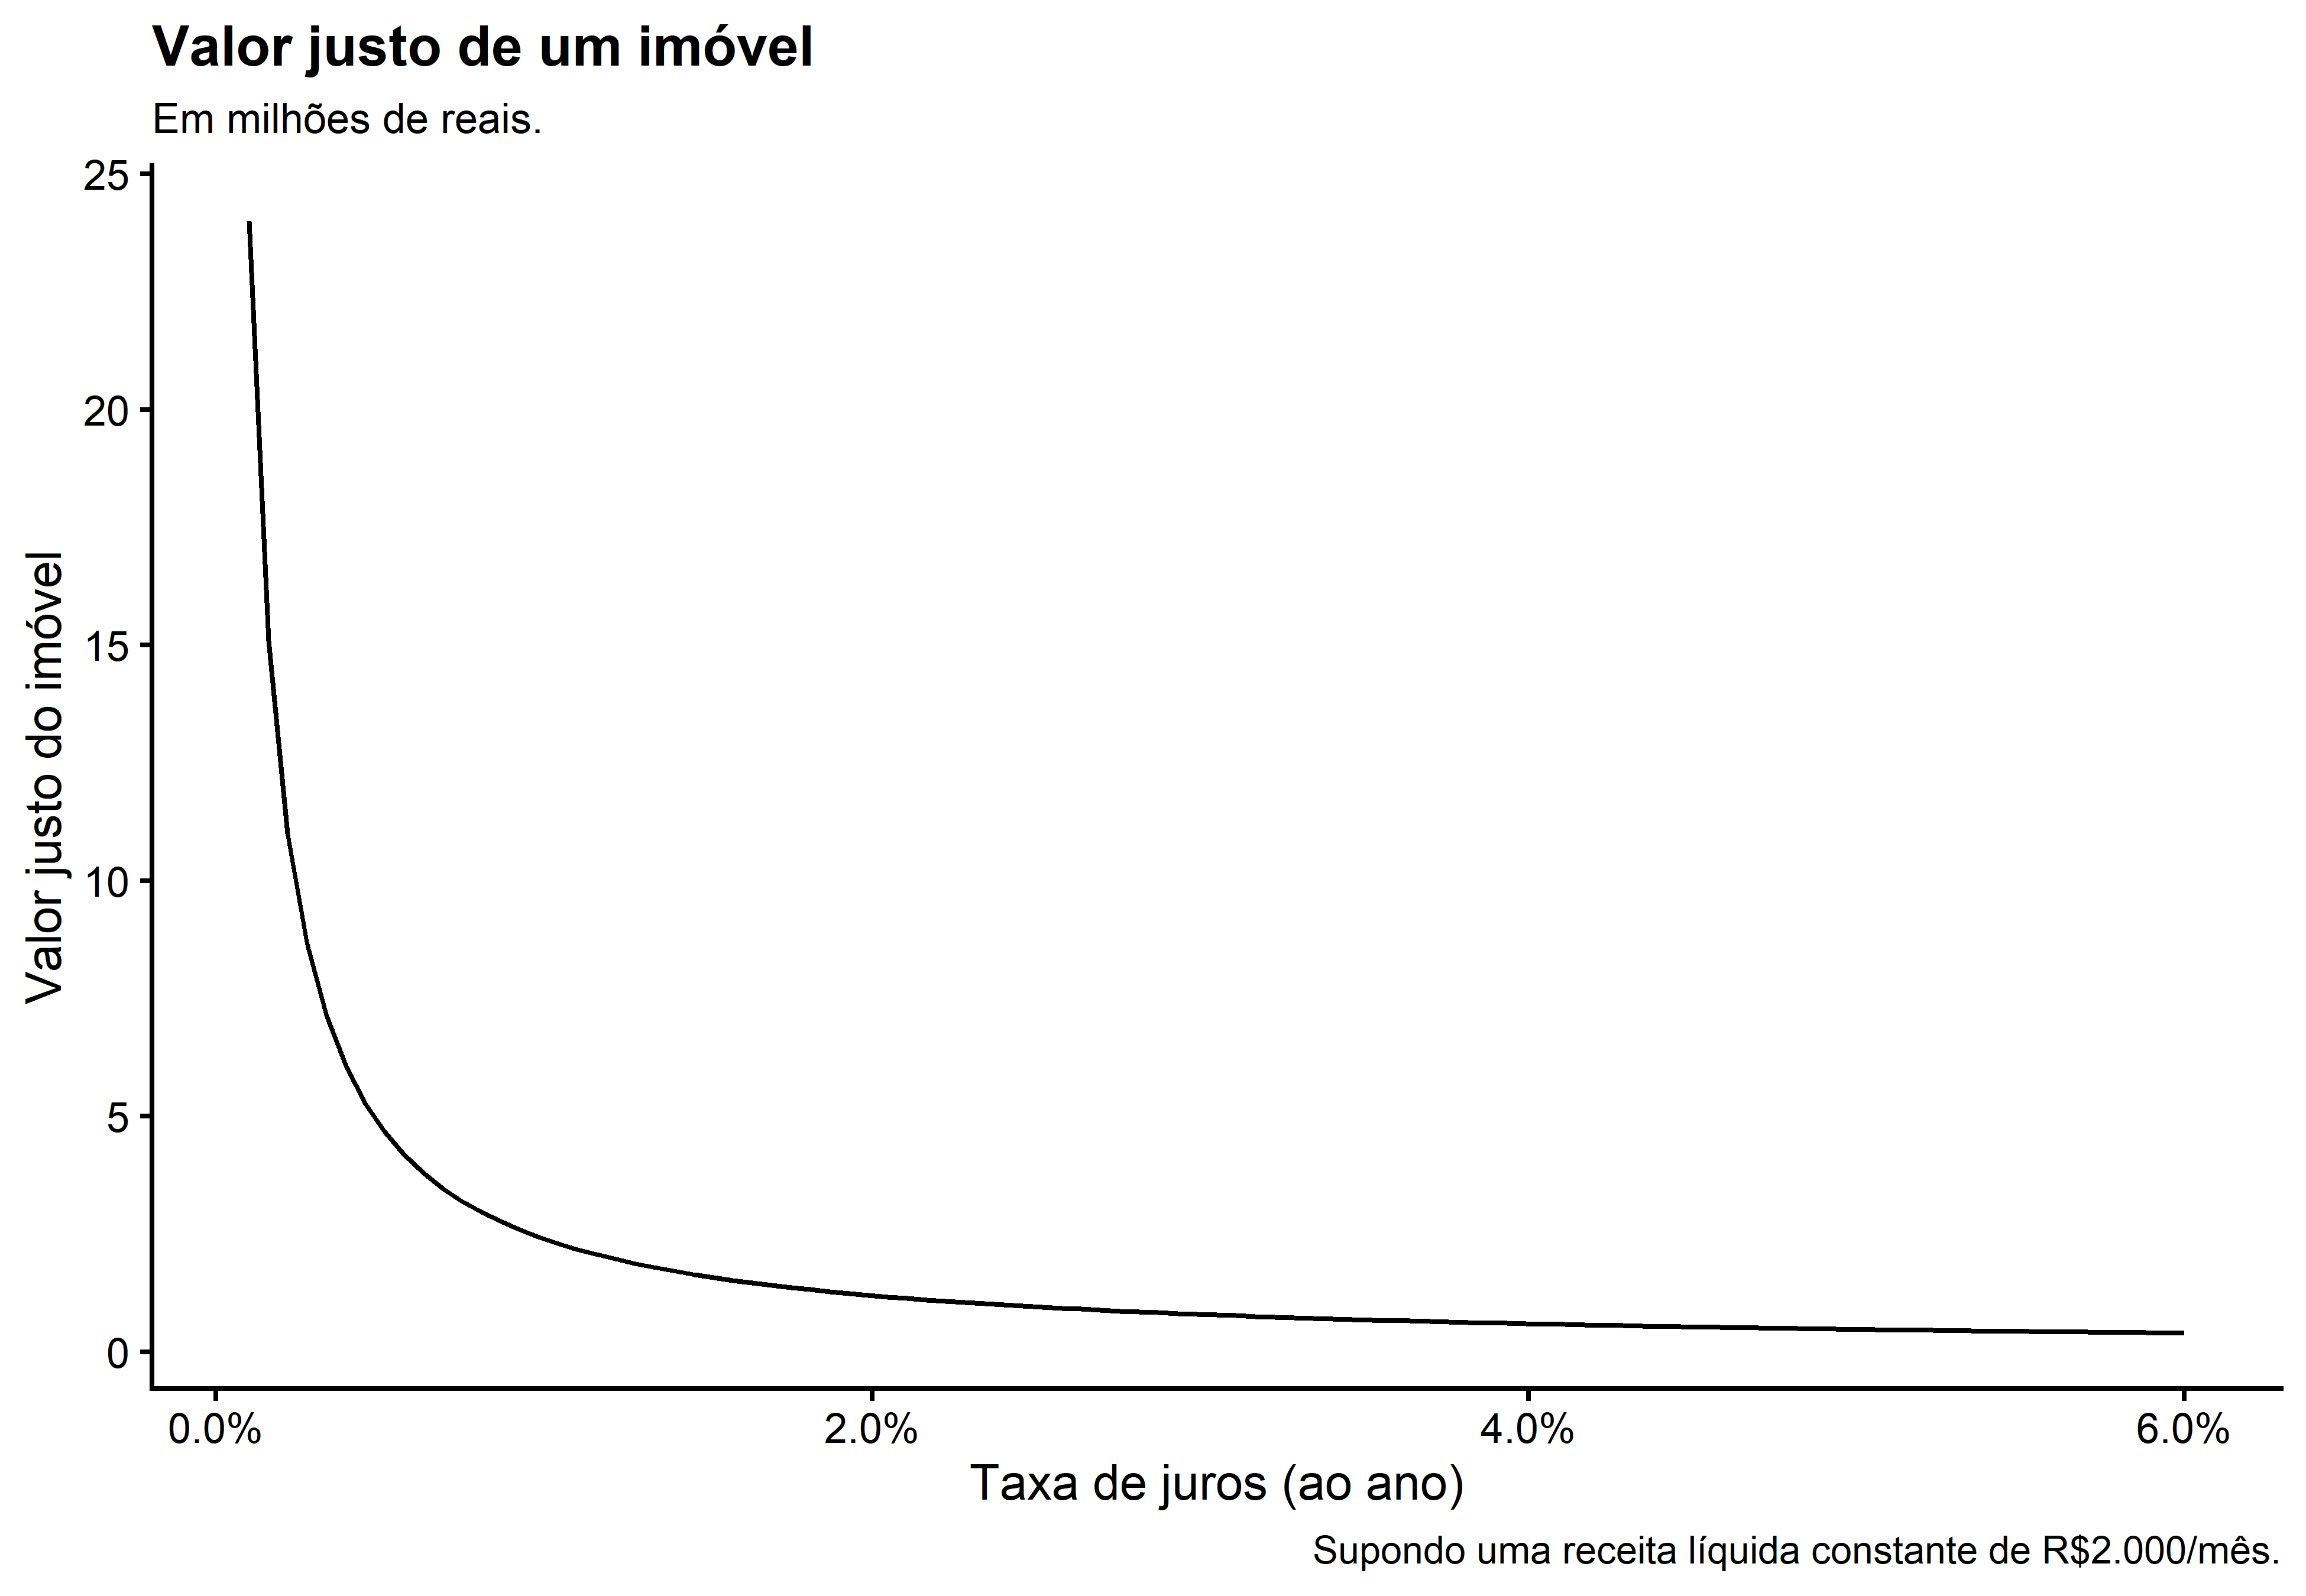 Valor justo de um imóvel
Em milhões de reais.
Valor justo do imóvel
25
20
15
10
5
0
0.0%
2.0%
4.0%
6.0%
Taxa de juros (ao ano)
Supondo uma receita líquida constante de R$2.000/mês.